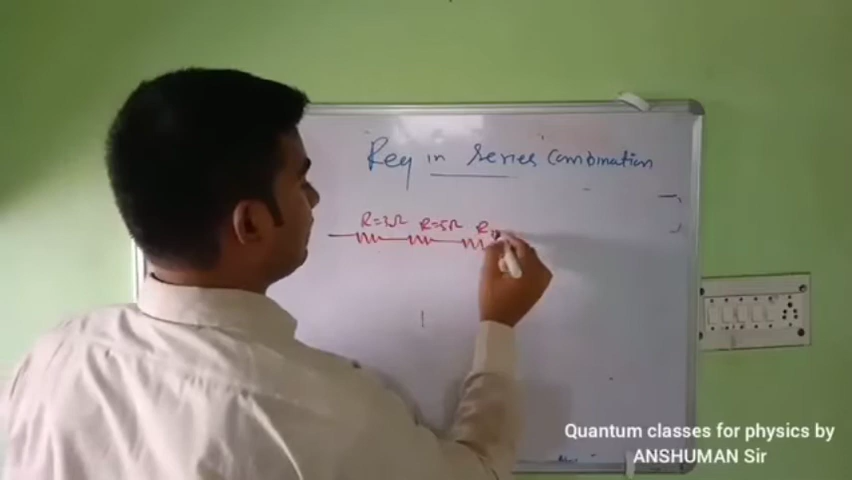 Req in series Combination
R=3Ω R=5Ω R
Quantum classes for physics by
ANSHUMAN Sir